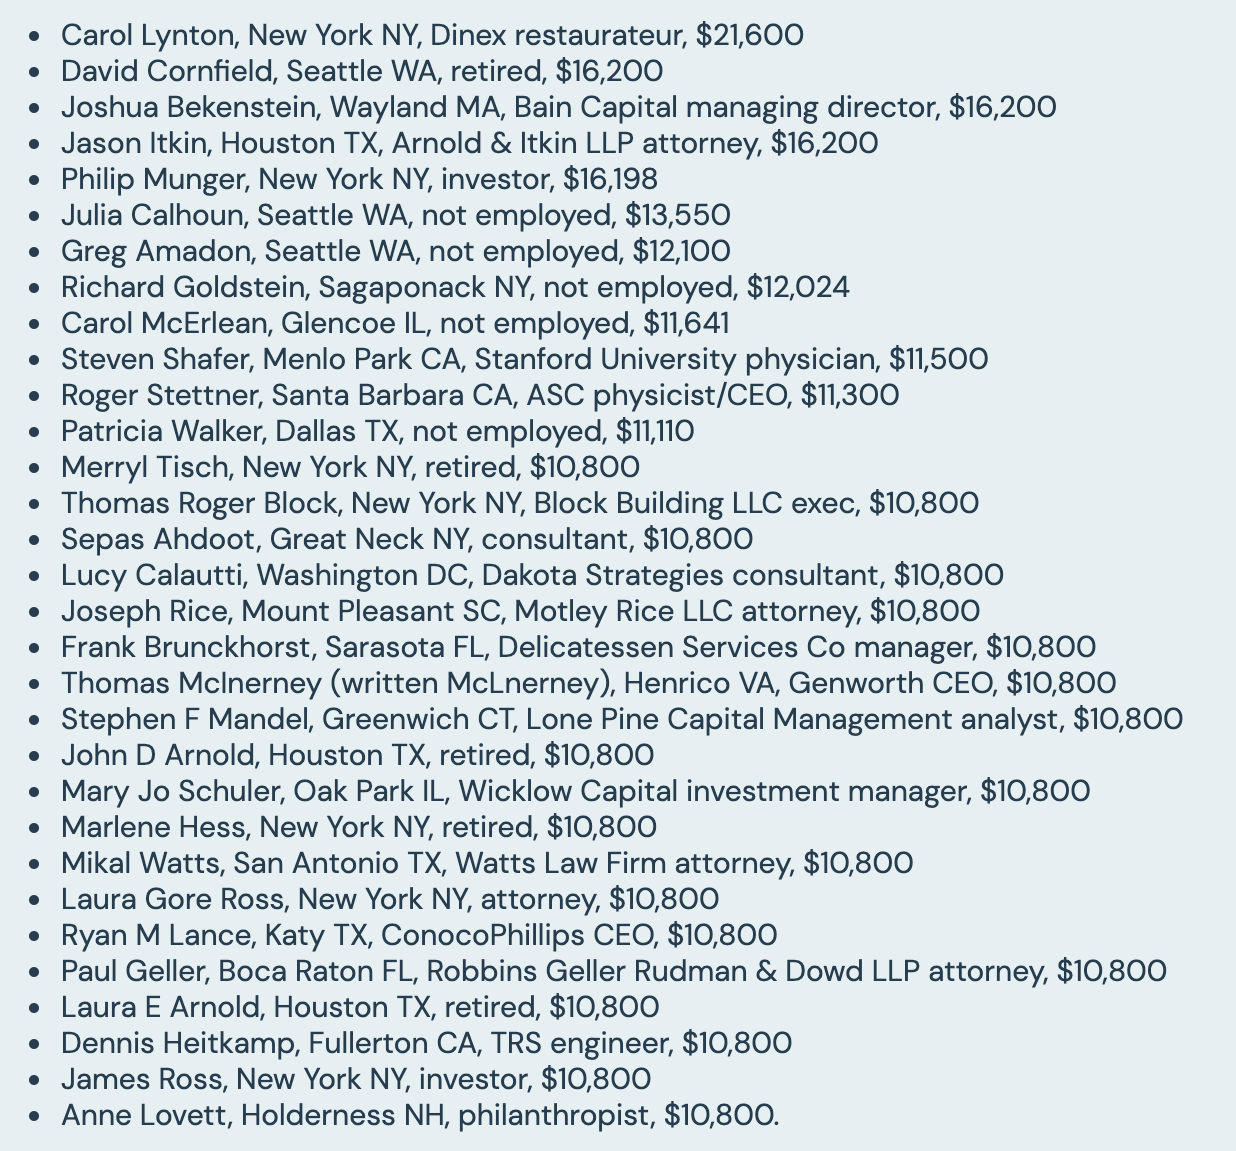 • Carol Lynton, New York NY, Dinex restaurateur, $21,600
• David Cornfield, Seattle WA, retired, $16,200
• Joshua Bekenstein, Wayland MA, Bain Capital managing director, $16,200
• Jason Itkin, Houston TX, Arnold & Itkin LLP attorney, $16,200
• Philip Munger, New York NY, investor, $16,198
• Julia Calhoun, Seattle WA, not employed, $13,550
• Greg Amadon, Seattle WA, not employed, $12,100
• Richard Goldstein, Sagaponack NY, not employed, $12,024
• Carol McErlean, Glencoe IL, not employed, $11,641
• Steven Shafer, Menlo Park CA, Stanford University physician, $11,500
• Roger Stettner, Santa Barbara CA, ASC physicist/CEO, $11,300
• Patricia Walker, Dallas TX, not employed, $11,110
• Merryl Tisch, New York NY, retired, $10,800
• Thomas Roger Block, New York NY, Block Building LLC exec, $10,800
• Sepas Ahdoot, Great Neck NY, consultant, $10,800
• Lucy Calautti, Washington DC, Dakota Strategies consultant, $10,800
• Joseph Rice, Mount Pleasant SC, Motley Rice LLC attorney, $10,800
• Frank Brunckhorst, Sarasota FL, Delicatessen Services Co manager, $10,800
• Thomas McInerney (written McLnerney), Henrico VA, Genworth CEO, $10,800
• Stephen F Mandel, Greenwich CT, Lone Pine Capital Management analyst, $10,800
• John D Arnold, Houston TX, retired, $10,800
• Mary Jo Schuler, Oak Park IL, Wicklow Capital investment manager, $10,800
• Marlene Hess, New York NY, retired, $10,800
• Mikal Watts, San Antonio TX, Watts Law Firm attorney, $10,800
• Laura Gore Ross, New York NY, attorney, $10,800
• Ryan M Lance, Katy TX, ConocoPhillips CEO, $10,800
• Paul Geller, Boca Raton FL, Robbins Geller Rudman & Dowd LLP attorney, $10,800
• Laura E Arnold, Houston TX, retired, $10,800
• Dennis Heitkamp, Fullerton CA, TRS engineer, $10,800
• James Ross, New York NY, investor, $10,800
• Anne Lovett, Holderness NH, philanthropist, $10,800.